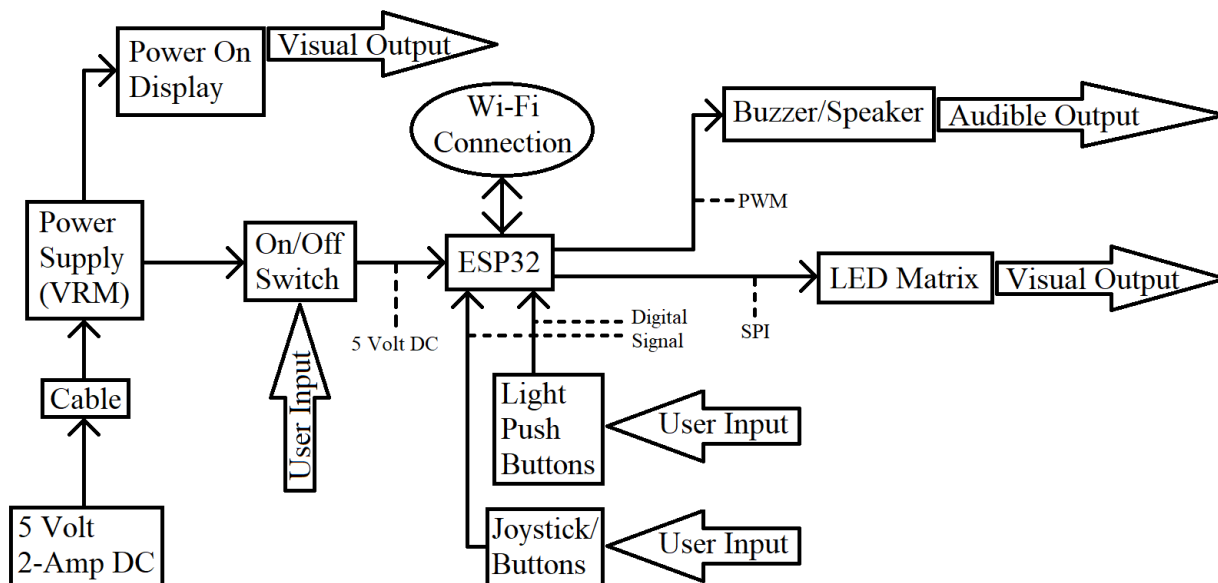 Power On
Display
Visual Output
Wi-Fi
Connection
Buzzer/Speaker
Audible Output
PWM
Power
Supply
(VRM)
On/Off
Switch
ESP32
LED Matrix
Visual Output
5 Volt DC
Digital
Signal
SPI
Cable
User Input
Light
Push
Buttons
User Input
5 Volt
2-Amp DC
Joystick/
Buttons
User Input